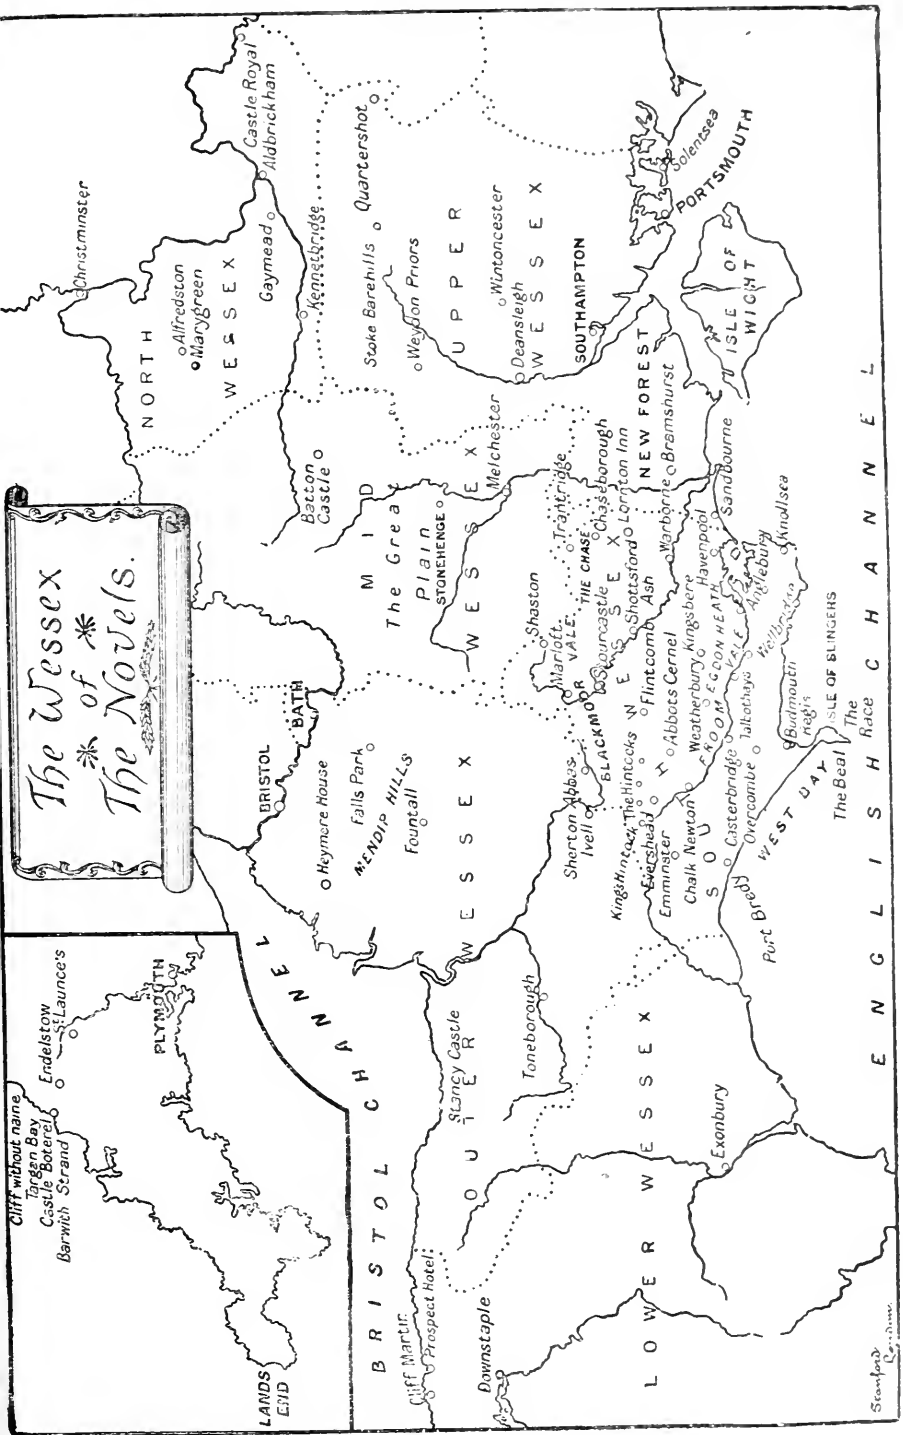 The Wessex
of
The Novels.
Cliff without name
Targan Bay
Castle Boterel
Barwith Strand
Endelstow
St Launce's
PLYMOUTH
LANDS
END
BRISTOL CHANNEL
BRISTOL
BATH
Heymere House
Falls Park
MENDIP HILLS
Fountall
Christminster
NORTH
WESSEX
Alfredston
Marygreen
Castle Royal
Aldbrickham
Gaymead
Kennetbridge
Batton
Castle
Quartershot
Stoke Barehills
Weydon Priors
UPPER
WESSEX
Wintoncester
Deansleigh
SOUTHAMPTON
Solentsea
PORTSMOUTH
ISLE OF
WIGHT
NEW FOREST
Bramshurst
MID
WESSEX
The Great
Plain
STONEHENGE
Melchester
Cliff Martin
Prospect Hotel
Downstaple
OUTER
WESSEX
Stancy Castle
Toneborough
LOWER WESSEX
Exonbury
Shaston
Marlott
VALE
BLACKMOOR
THE CHASE
Trantridge
Chaseborough
Lornton Inn
Stourcastle
Shottsford
Warborne
SOUTH WESSEX
Sherton Abbas
Ivell
Kings Hintock
The Hintocks
Evershead
Emminster
Chalk Newton
Flintcomb Ash
Abbots Cernel
Weatherbury
Kingsbere
Havenpool
Sandbourne
EGDON HEATH
FROOM
VALE
Casterbridge
Talbothays
Overcombe
Wellbridge
Anglebury
Knollsea
Port Bredy
WEST BAY
Budmouth
Regis
ISLE OF SLINGERS
The Beal
The
Race
ENGLISH CHANNEL
Stanford
London.